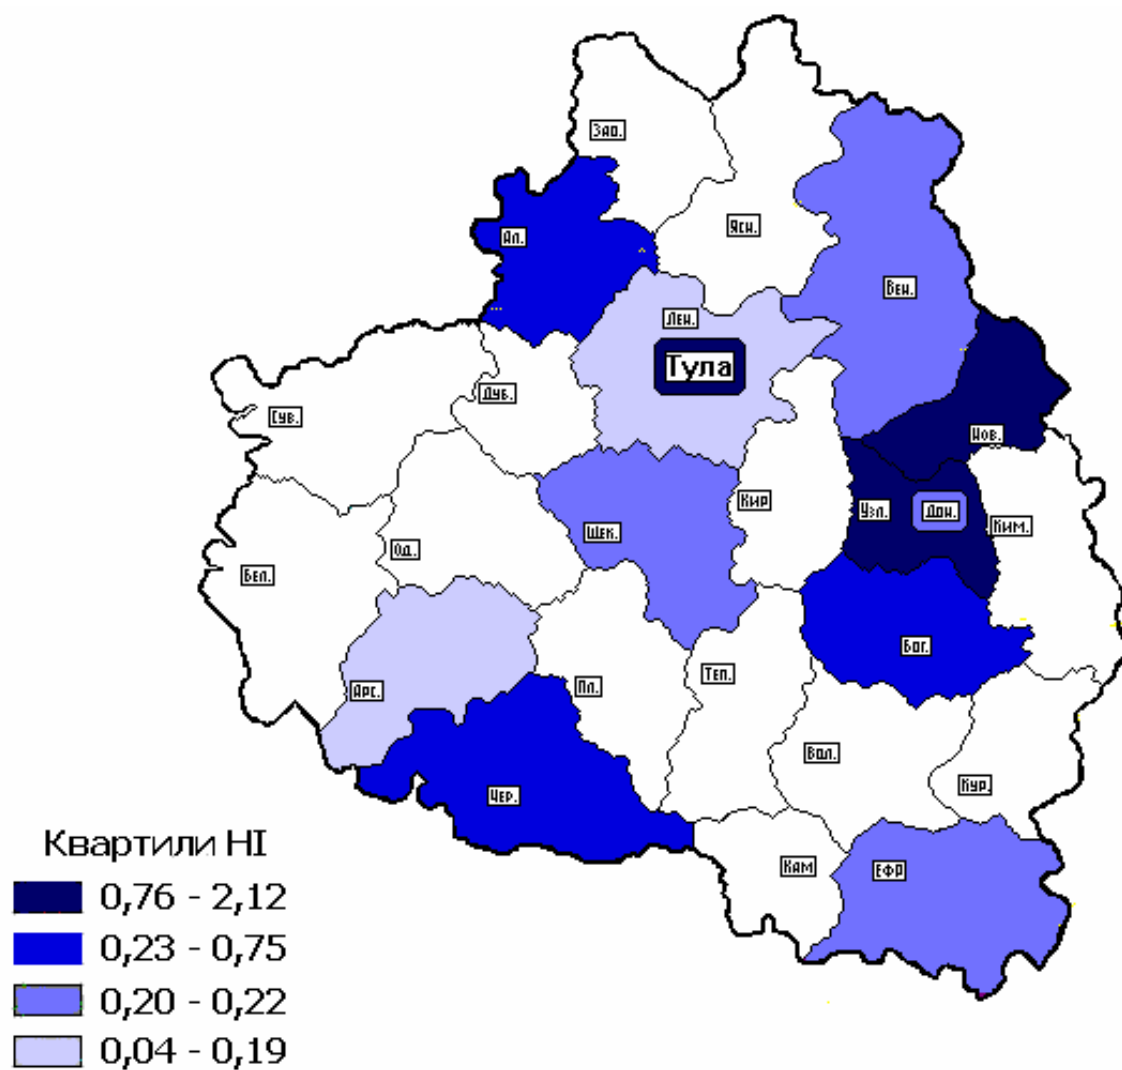 Зао.
Ясн.
Ал.
Вен.
Лен.
Тула
Дуб.
Сув.
Нов.
Кир
Узл.
Дон.
Ким.
Щек.
Од.
Бел.
Бог.
Теп.
Пл.
Арс.
Вол.
Кур.
Чер.
Кам
ЕФР
Квартили HI
0,76 - 2,12
0,23 - 0,75
0,20 - 0,22
0,04 - 0,19